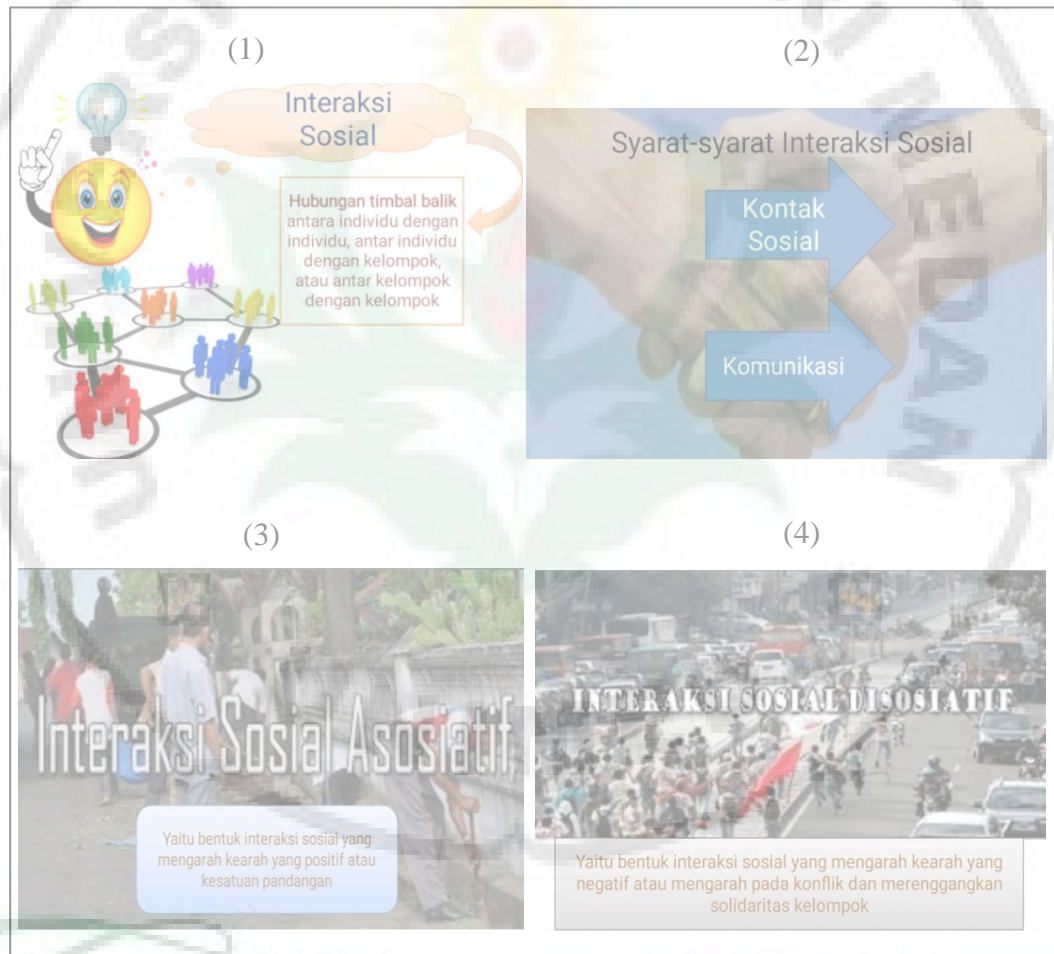 (1)
Interaksi
Sosial
Hubungan timbal balik
antara individu dengan
individu, antar individu
dengan kelompok,
atau antar kelompok
dengan kelompok
(2)
Syarat-syarat Interaksi Sosial
Kontak
Sosial
Komunikasi
(3)
Interaksi Sosial Asosiatif
Yaitu bentuk interaksi sosial yang
mengarah kearah yang positif atau
kesatuan pandangan
(4)
INTERAKSI SOSIAL DISOSIATIF
Yaitu bentuk interaksi sosial yang mengarah kearah yang
negatif atau mengarah pada konflik dan merenggangkan
solidaritas kelompok